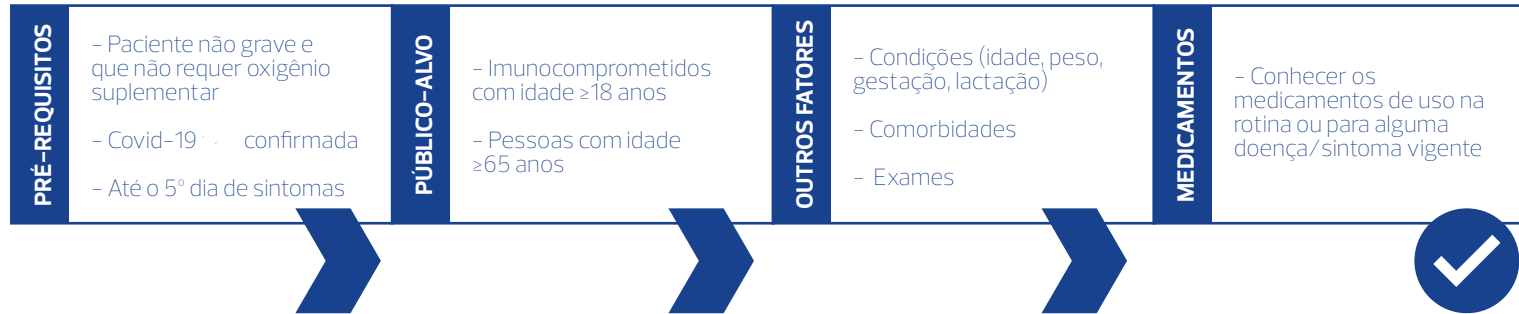 PRÉ-REQUISITOS
- Paciente não grave e
que não requer oxigênio
suplementar
- Covid-19 confirmada
- Até o 5º dia de sintomas
PÚBLICO-ALVO
- Imunocomprometidos
com idade ≥18 anos
- Pessoas com idade
≥65 anos
OUTROS FATORES
- Condições (idade, peso,
gestação, lactação)
- Comorbidades
- Exames
MEDICAMENTOS
- Conhecer os
medicamentos de uso na
rotina ou para alguma
doença/sintoma vigente